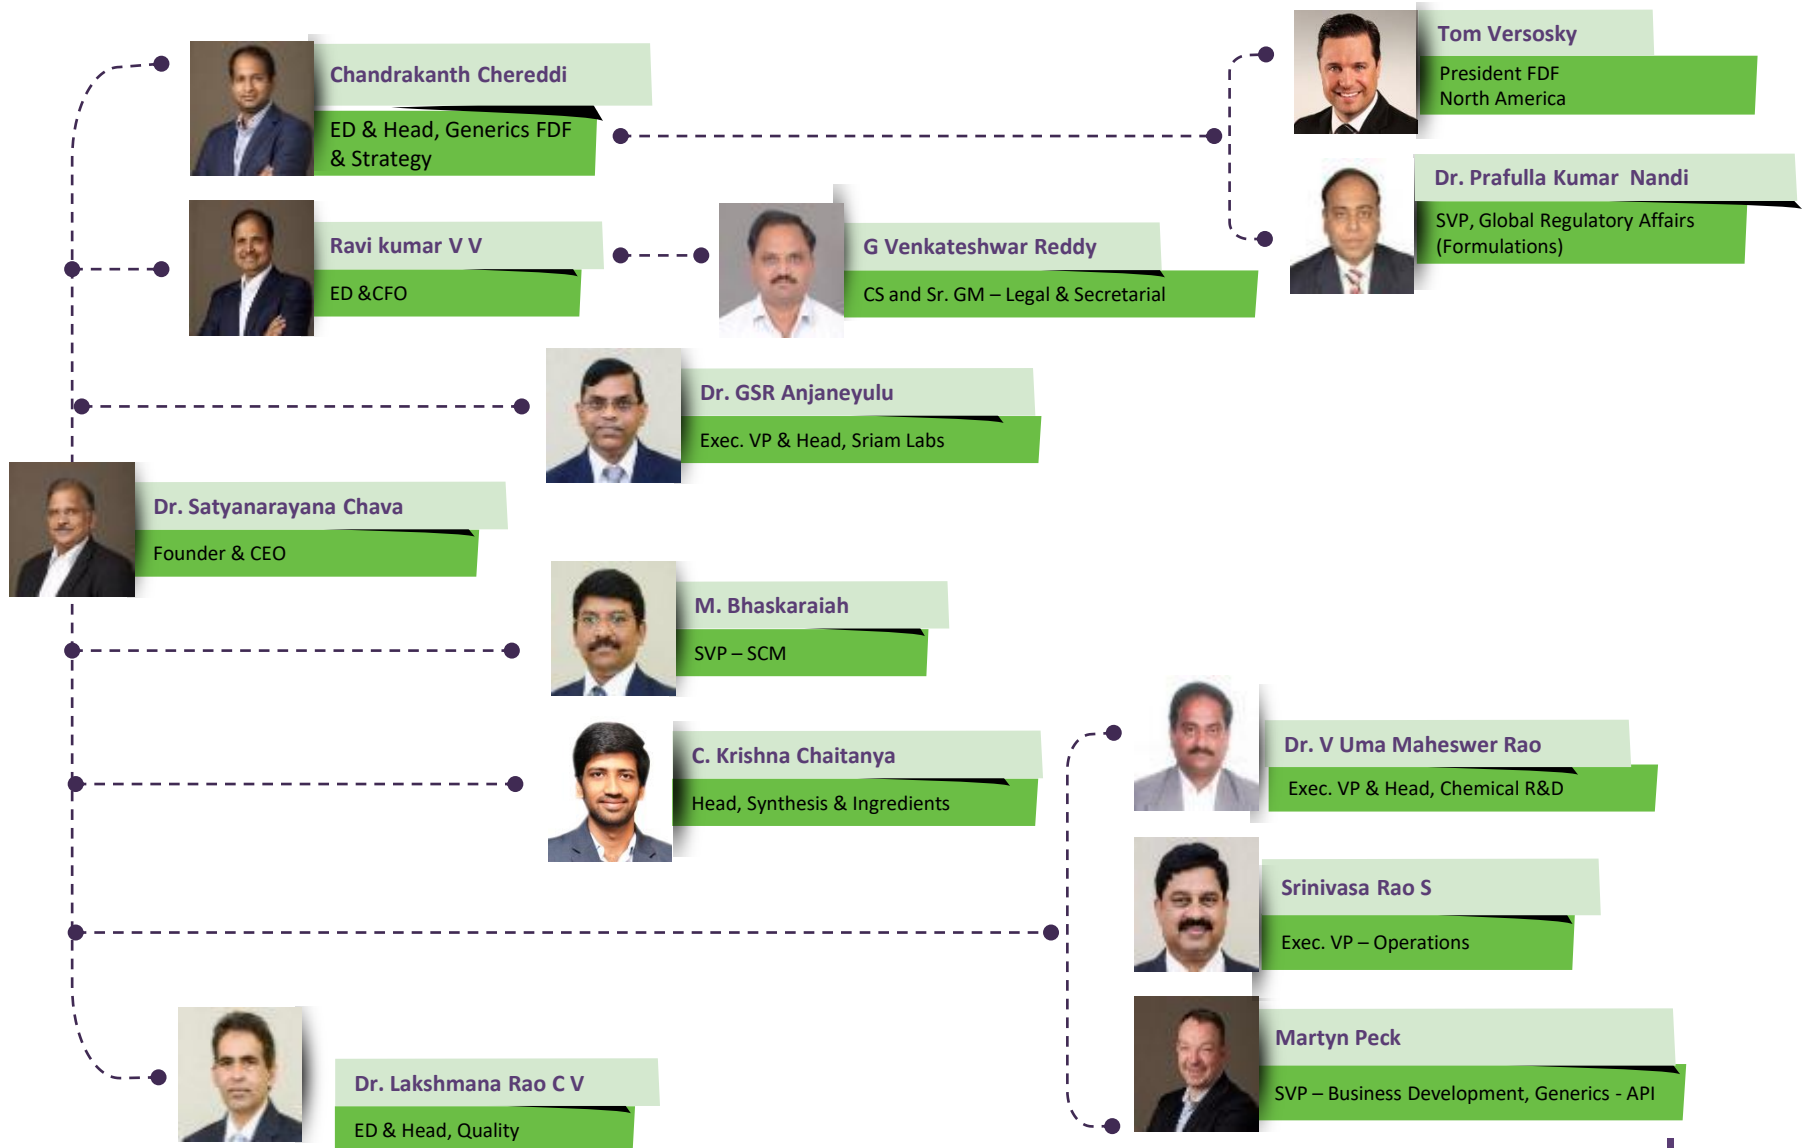 Chandrakanth Chereddi
ED & Head, Generics FDF
& Strategy
Tom Versosky
President FDF
North America
Dr. Prafulla Kumar Nandi
SVP, Global Regulatory Affairs
(Formulations)
Ravi kumar V V
ED &CFO
G Venkateshwar Reddy
CS and Sr. GM – Legal & Secretarial
Dr. GSR Anjaneyulu
Exec. VP & Head, Sriam Labs
Dr. Satyanarayana Chava
Founder & CEO
M. Bhaskaraiah
SVP – SCM
C. Krishna Chaitanya
Head, Synthesis & Ingredients
Dr. V Uma Maheswer Rao
Exec. VP & Head, Chemical R&D
Srinivasa Rao S
Exec. VP – Operations
Martyn Peck
SVP – Business Development, Generics - API
Dr. Lakshmana Rao C V
ED & Head, Quality